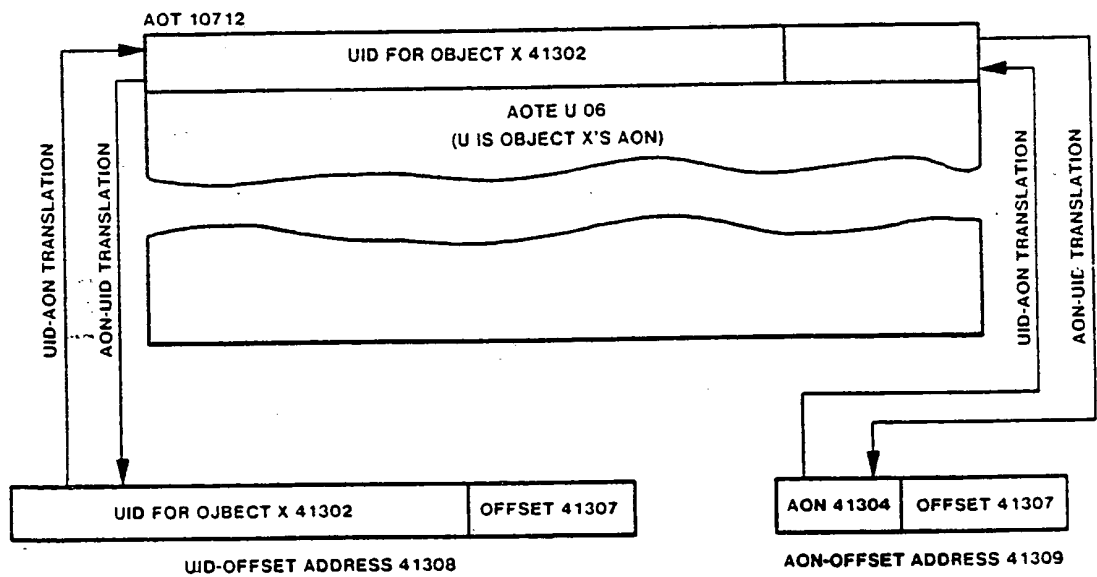 AOT 10712
UID FOR OBJECT X 41302
AOTE U 06
(U IS OBJECT X'S AON)
UID-AON TRANSLATION
AON-UID TRANSLATION
UID-AON TRANSLATION
AON-UID TRANSLATION
UID FOR OJBECT X 41302
OFFSET 41307
AON 41304
OFFSET 41307
UID-OFFSET ADDRESS 41308
AON-OFFSET ADDRESS 41309